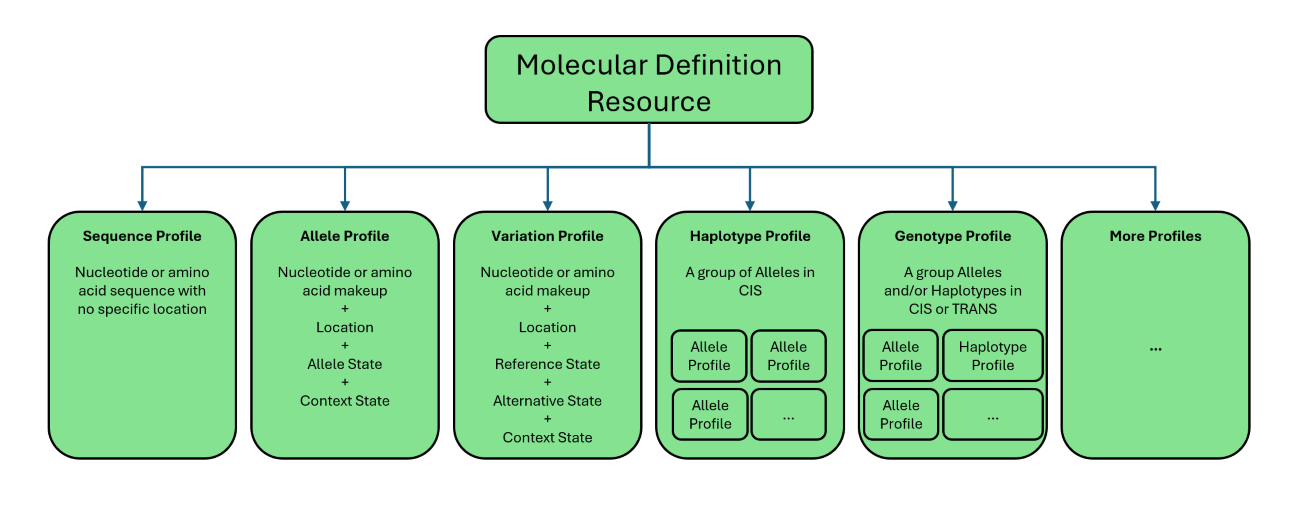 Molecular Definition
Resource
Sequence Profile
Nucleotide or amino
acid sequence with
no specific location
Allele Profile
Nucleotide or amino
acid makeup
+
Location
+
Allele State
+
Context State
Variation Profile
Nucleotide or amino
acid makeup
+
Location
+
Reference State
+
Alternative State
+
Context State
Haplotype Profile
A group of Alleles in
CIS
Allele
Profile
Allele
Profile
Allele
Profile
...
Genotype Profile
A group Alleles
and/or Haplotypes in
CIS or TRANS
Allele
Profile
Haplotype
Profile
Allele
Profile
...
More Profiles
...